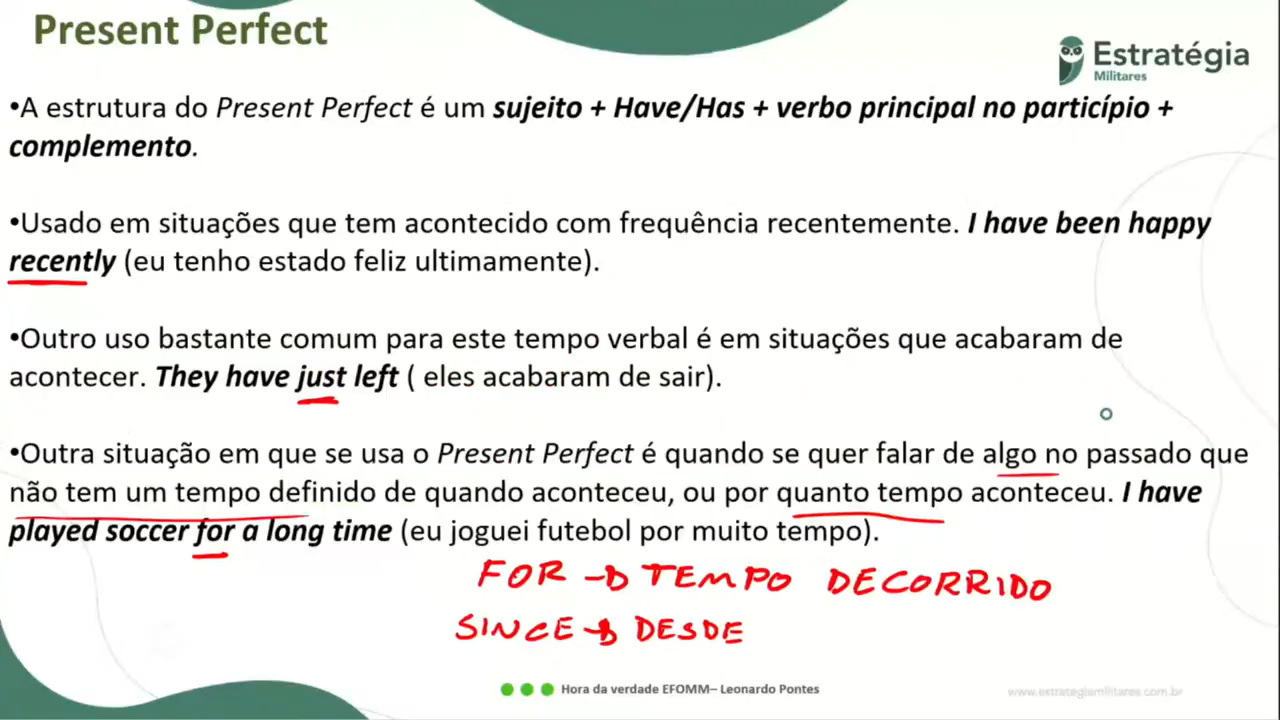 Present Perfect
Estratégia
Militares
•A estrutura do Present Perfect é um sujeito + Have/Has + verbo principal no particípio +
complemento.
•Usado em situações que tem acontecido com frequência recentemente. I have been happy
recently (eu tenho estado feliz ultimamente).
•Outro uso bastante comum para este tempo verbal é em situações que acabaram de
acontecer. They have just left ( eles acabaram de sair).
•Outra situação em que se usa o Present Perfect é quando se quer falar de algo no passado que
não tem um tempo definido de quando aconteceu, ou por quanto tempo aconteceu. I have
played soccer for a long time (eu joguei futebol por muito tempo).
FOR → TEMPO DECORRIDO
SINCE → DESDE
Hora da verdade EFOMM– Leonardo Pontes
www.estrategiamilitares.com.br